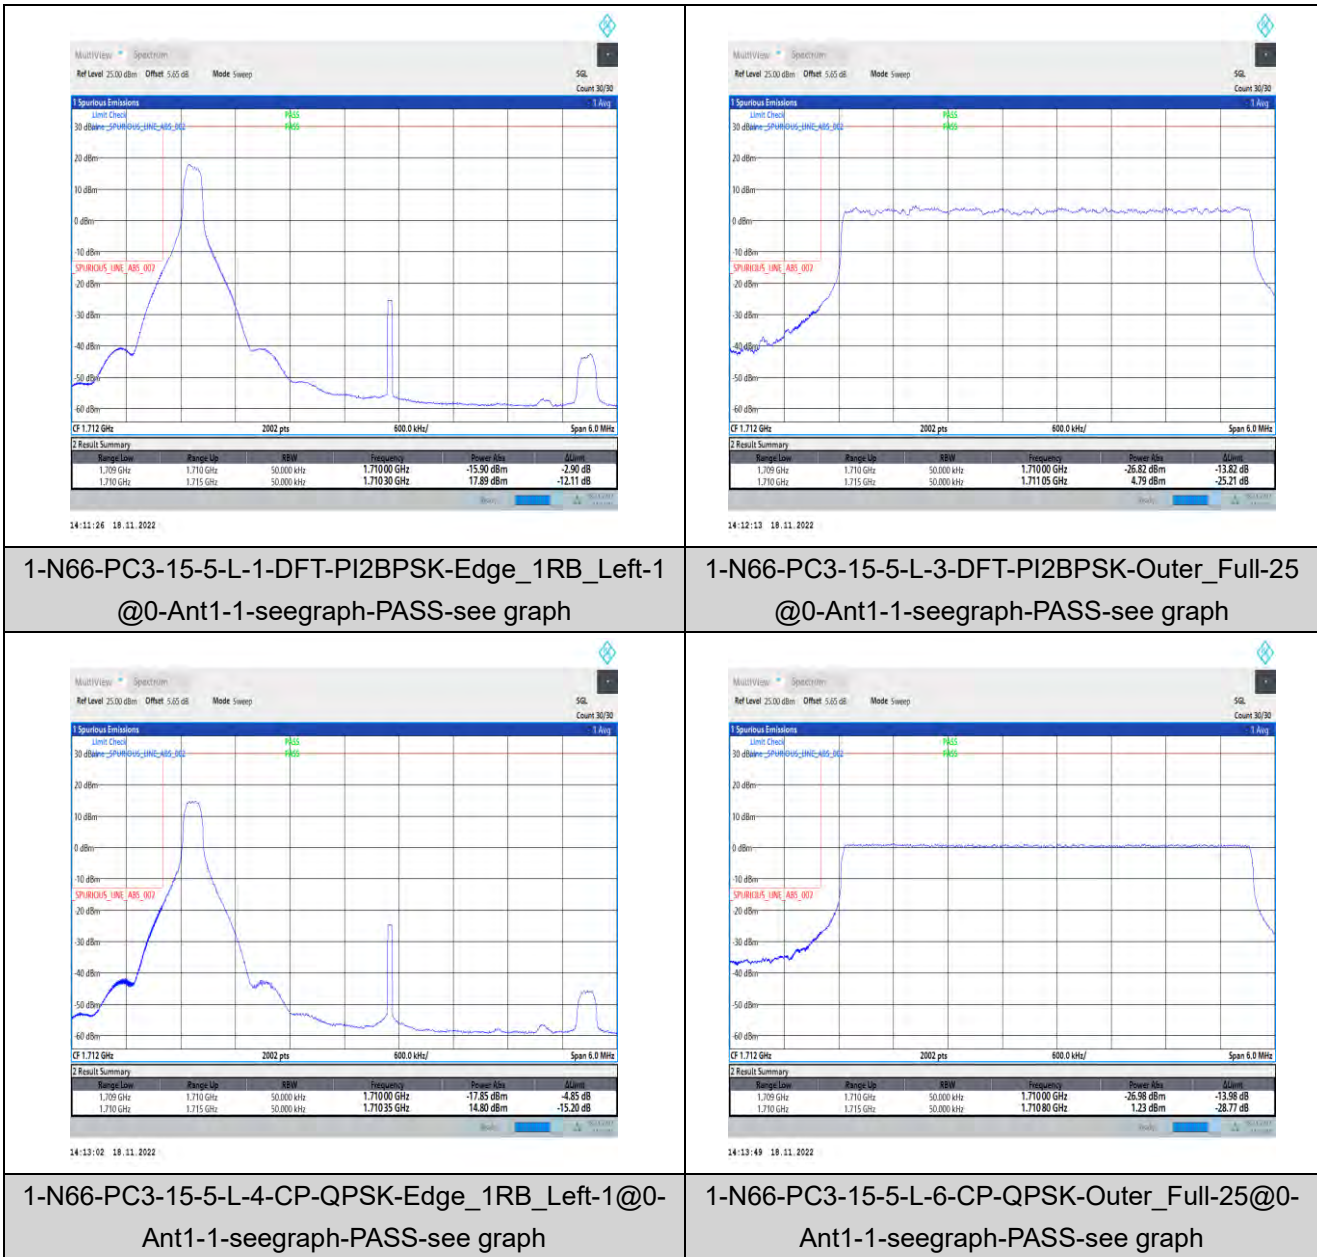 MultiView Spectrum
Ref Level 25.00 dBm Offset 5.65 dB Mode Sweep SGL
Count 30/30
1 Spurious Emissions 1 Avg
Limit Check PASS
30 dBm Line _SPURIOUS_LINE_ABS_002 PASS
20 dBm
10 dBm
0 dBm
-10 dBm
SPURIOUS_LINE_ABS_002
-20 dBm
-30 dBm
-40 dBm
-50 dBm
-60 dBm
CF 1.712 GHz 2002 pts 600.0 kHz/ Span 6.0 MHz
2 Result Summary
Range Low Range Up RBW Frequency Power Abs ΔLimit
1.709 GHz 1.710 GHz 50.000 kHz 1.71000 GHz -15.90 dBm -2.90 dB
1.710 GHz 1.715 GHz 50.000 kHz 1.71030 GHz 17.89 dBm -12.11 dB
14:11:26 18.11.2022
1-N66-PC3-15-5-L-1-DFT-PI2BPSK-Edge_1RB_Left-1
@0-Ant1-1-seegraph-PASS-see graph
MultiView Spectrum
Ref Level 25.00 dBm Offset 5.65 dB Mode Sweep SGL
Count 30/30
1 Spurious Emissions 1 Avg
Limit Check PASS
30 dBm Line _SPURIOUS_LINE_ABS_002 PASS
20 dBm
10 dBm
0 dBm
-10 dBm
SPURIOUS_LINE_ABS_002
-20 dBm
-30 dBm
-40 dBm
-50 dBm
-60 dBm
CF 1.712 GHz 2002 pts 600.0 kHz/ Span 6.0 MHz
2 Result Summary
Range Low Range Up RBW Frequency Power Abs ΔLimit
1.709 GHz 1.710 GHz 50.000 kHz 1.71000 GHz -26.82 dBm -13.82 dB
1.710 GHz 1.715 GHz 50.000 kHz 1.71105 GHz 4.79 dBm -25.21 dB
14:12:13 18.11.2022
1-N66-PC3-15-5-L-3-DFT-PI2BPSK-Outer_Full-25
@0-Ant1-1-seegraph-PASS-see graph
MultiView Spectrum
Ref Level 25.00 dBm Offset 5.65 dB Mode Sweep SGL
Count 30/30
1 Spurious Emissions 1 Avg
Limit Check PASS
30 dBm Line _SPURIOUS_LINE_ABS_002 PASS
20 dBm
10 dBm
0 dBm
-10 dBm
SPURIOUS_LINE_ABS_002
-20 dBm
-30 dBm
-40 dBm
-50 dBm
-60 dBm
CF 1.712 GHz 2002 pts 600.0 kHz/ Span 6.0 MHz
2 Result Summary
Range Low Range Up RBW Frequency Power Abs ΔLimit
1.709 GHz 1.710 GHz 50.000 kHz 1.71000 GHz -17.85 dBm -4.85 dB
1.710 GHz 1.715 GHz 50.000 kHz 1.71035 GHz 14.80 dBm -15.20 dB
14:13:02 18.11.2022
1-N66-PC3-15-5-L-4-CP-QPSK-Edge_1RB_Left-1@0-
Ant1-1-seegraph-PASS-see graph
MultiView Spectrum
Ref Level 25.00 dBm Offset 5.65 dB Mode Sweep SGL
Count 30/30
1 Spurious Emissions 1 Avg
Limit Check PASS
30 dBm Line _SPURIOUS_LINE_ABS_002 PASS
20 dBm
10 dBm
0 dBm
-10 dBm
SPURIOUS_LINE_ABS_002
-20 dBm
-30 dBm
-40 dBm
-50 dBm
-60 dBm
CF 1.712 GHz 2002 pts 600.0 kHz/ Span 6.0 MHz
2 Result Summary
Range Low Range Up RBW Frequency Power Abs ΔLimit
1.709 GHz 1.710 GHz 50.000 kHz 1.71000 GHz -26.98 dBm -13.98 dB
1.710 GHz 1.715 GHz 50.000 kHz 1.71080 GHz 1.23 dBm -28.77 dB
14:13:49 18.11.2022
1-N66-PC3-15-5-L-6-CP-QPSK-Outer_Full-25@0-
Ant1-1-seegraph-PASS-see graph